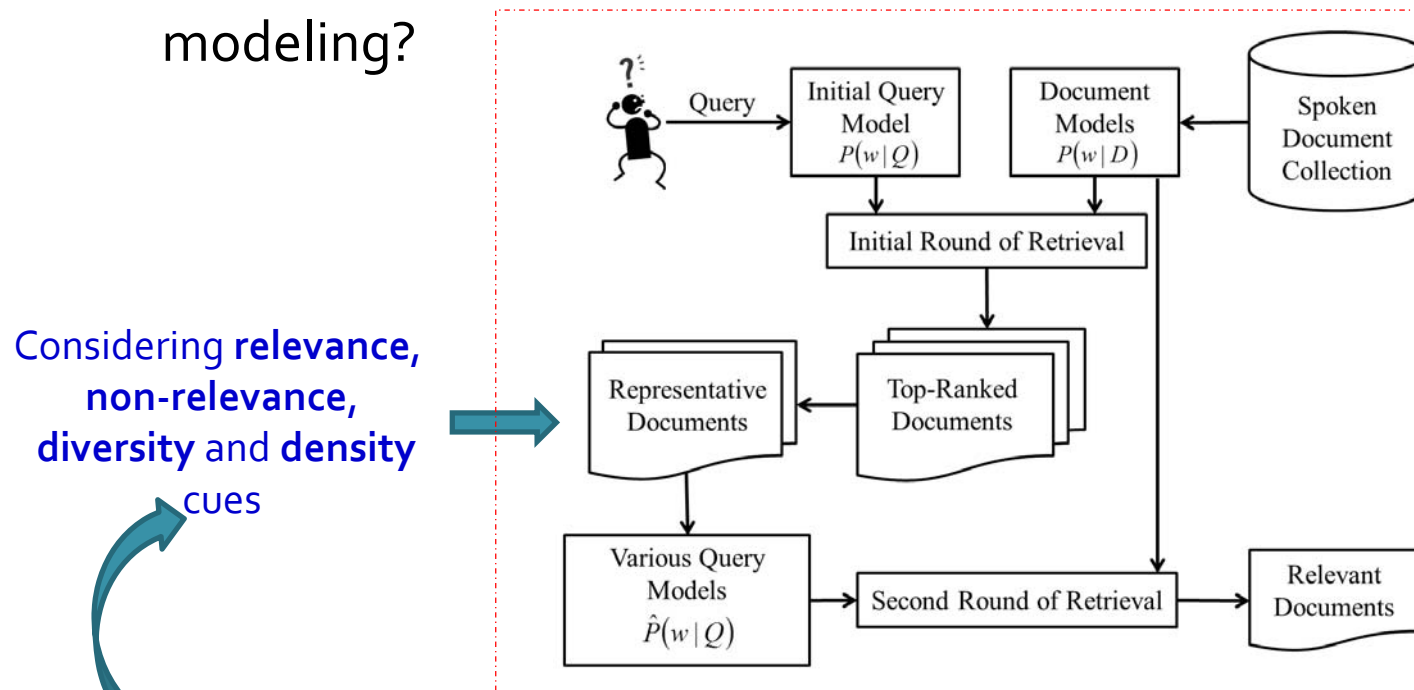 modeling?
?
Query
Initial Query
Model
P(w|Q)
Document
Models
P(w|D)
Spoken
Document
Collection
Initial Round of Retrieval
Considering relevance,
non-relevance,
diversity and density
cues
Representative
Documents
Top-Ranked
Documents
Various Query
Models
P̂(w|Q)
Second Round of Retrieval
Relevant
Documents